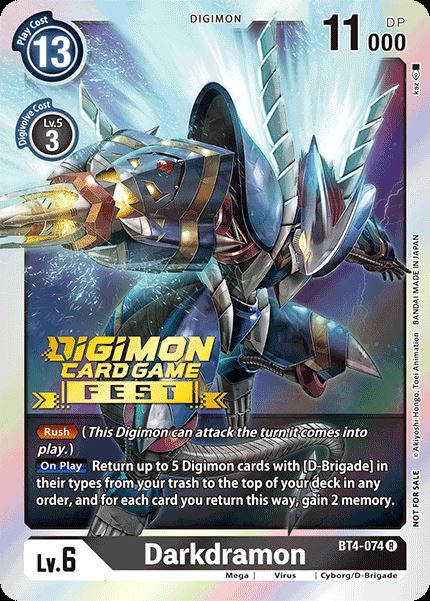 Play Cost
13
DIGIMON
11000
DP
Digivolve Cost
Lv.5
3
kaz
DIGIMON
CARD GAME
FEST
Rush (This Digimon can attack the turn it comes into
play.)
On Play Return up to 5 Digimon cards with [D-Brigade] in
their types from your trash to the top of your deck in any
order, and for each card you return this way, gain 2 memory.
NOT FOR SALE ©Akiyoshi Hongo, Toei Animation BANDAI MADE IN JAPAN
Lv.6
Darkdramon
BT4-074 R
Mega | Virus | Cyborg/D-Brigade